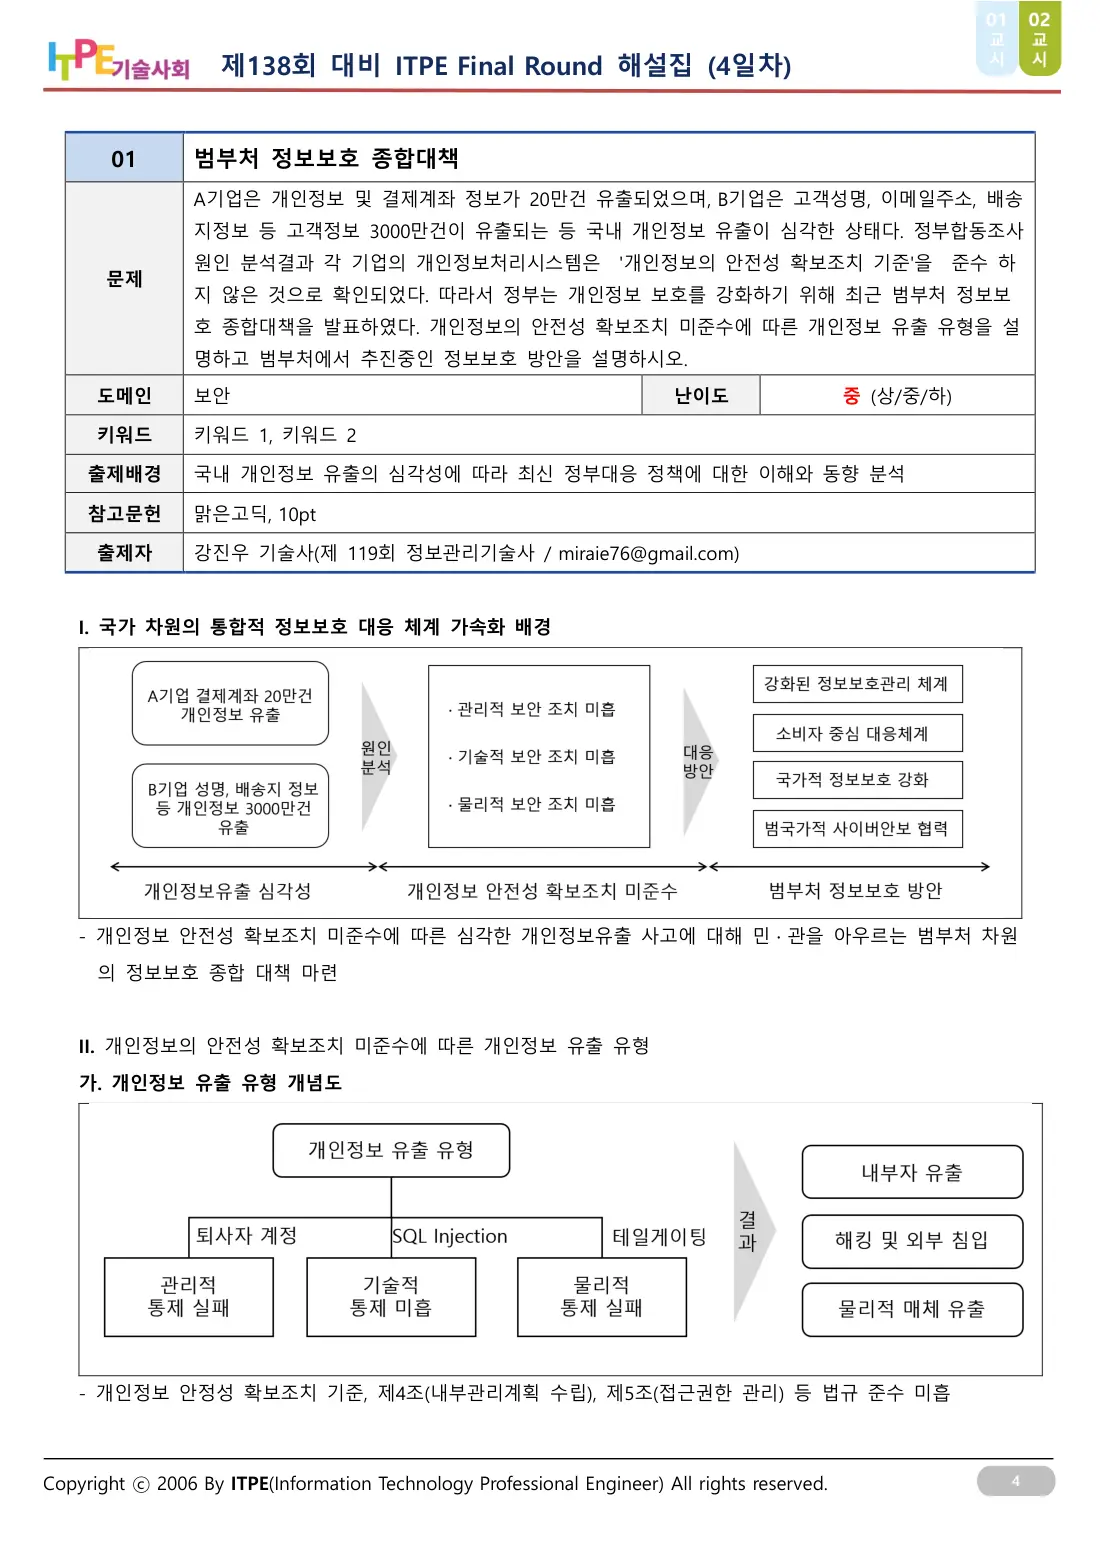 ITPE기술사회 제138회 대비 ITPE Final Round 해설집 (4일차)
01 교시
02 교시
01 범부처 정보보호 종합대책
문제
A기업은 개인정보 및 결제계좌 정보가 20만건 유출되었으며, B기업은 고객성명, 이메일주소, 배송
지정보 등 고객정보 3000만건이 유출되는 등 국내 개인정보 유출이 심각한 상태다. 정부합동조사
원인 분석결과 각 기업의 개인정보처리시스템은 '개인정보의 안전성 확보조치 기준'을 준수 하
지 않은 것으로 확인되었다. 따라서 정부는 개인정보 보호를 강화하기 위해 최근 범부처 정보보
호 종합대책을 발표하였다. 개인정보의 안전성 확보조치 미준수에 따른 개인정보 유출 유형을 설
명하고 범부처에서 추진중인 정보보호 방안을 설명하시오.
도메인 보안 난이도 중 (상/중/하)
키워드 키워드 1, 키워드 2
출제배경 국내 개인정보 유출의 심각성에 따라 최신 정부대응 정책에 대한 이해와 동향 분석
참고문헌 맑은고딕, 10pt
출제자 강진우 기술사(제 119회 정보관리기술사 / miraie76@gmail.com)
I. 국가 차원의 통합적 정보보호 대응 체계 가속화 배경
A기업 결제계좌 20만건
개인정보 유출
B기업 성명, 배송지 정보
등 개인정보 3000만건
유출
원인
분석
· 관리적 보안 조치 미흡
· 기술적 보안 조치 미흡
· 물리적 보안 조치 미흡
대응
방안
강화된 정보보호관리 체계
소비자 중심 대응체계
국가적 정보보호 강화
범국가적 사이버안보 협력
개인정보유출 심각성
개인정보 안전성 확보조치 미준수
범부처 정보보호 방안
- 개인정보 안전성 확보조치 미준수에 따른 심각한 개인정보유출 사고에 대해 민·관을 아우르는 범부처 차원
의 정보보호 종합 대책 마련
II. 개인정보의 안전성 확보조치 미준수에 따른 개인정보 유출 유형
가. 개인정보 유출 유형 개념도
개인정보 유출 유형
퇴사자 계정
SQL Injection
테일게이팅
관리적
통제 실패
기술적
통제 미흡
물리적
통제 실패
결
과
내부자 유출
해킹 및 외부 침입
물리적 매체 유출
- 개인정보 안정성 확보조치 기준, 제4조(내부관리계획 수립), 제5조(접근권한 관리) 등 법규 준수 미흡
Copyright ⓒ 2006 By ITPE(Information Technology Professional Engineer) All rights reserved.
4